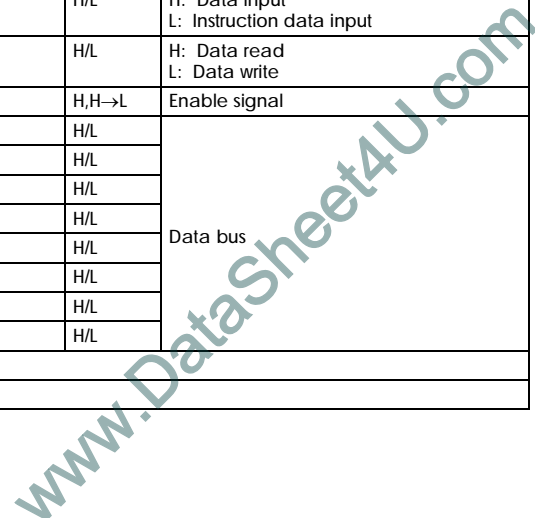 H/L H: Data input
L: Instruction data input
H/L H: Data read
L: Data write
H,H→L Enable signal
H/L
H/L
H/L
H/L
H/L Data bus
H/L
H/L
H/L
www.DataSheet4U.com